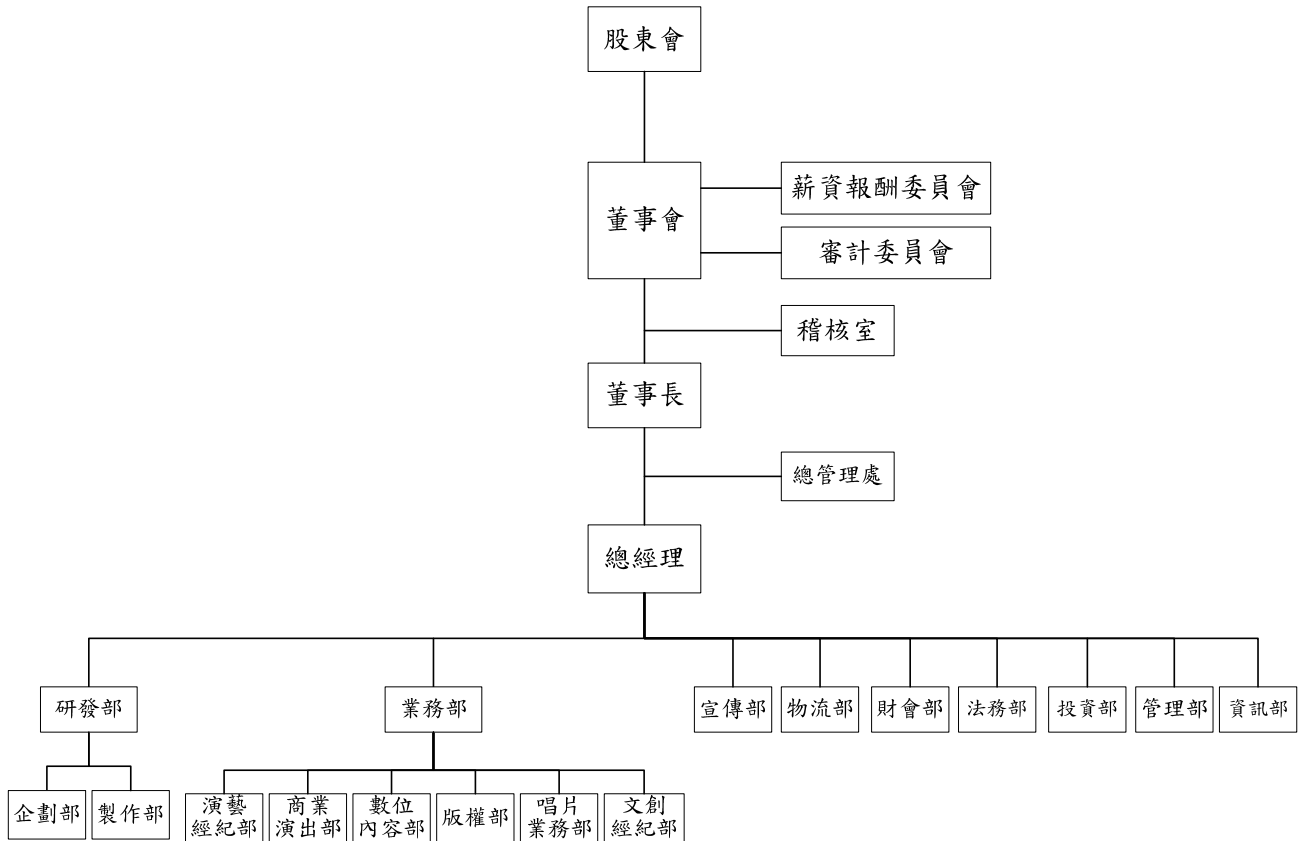 股東會
董事會
薪資報酬委員會
審計委員會
稽核室
董事長
總管理處
總經理
研發部
業務部
宣傳部
物流部
財會部
法務部
投資部
管理部
資訊部
企劃部
製作部
演藝
經紀部
商業
演出部
數位
內容部
版權部
唱片
業務部
文創
經紀部